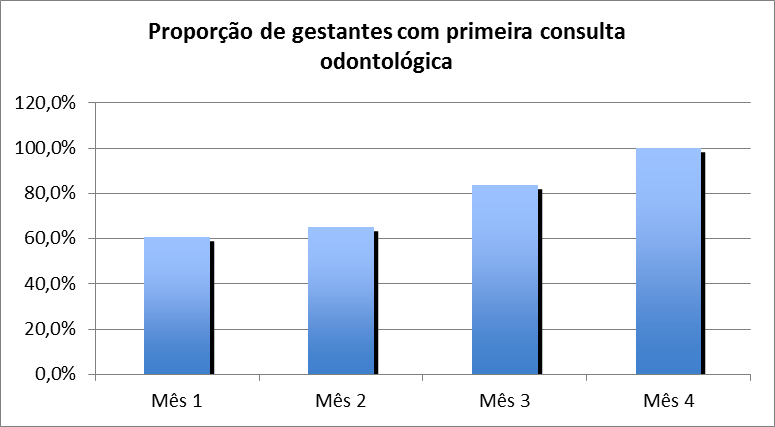 Proporção de gestantes com primeira consulta
odontológica
120,0%
100,0%
80,0%
60,0%
40,0%
20,0%
0,0%
Mês 1 Mês 2 Mês 3 Mês 4